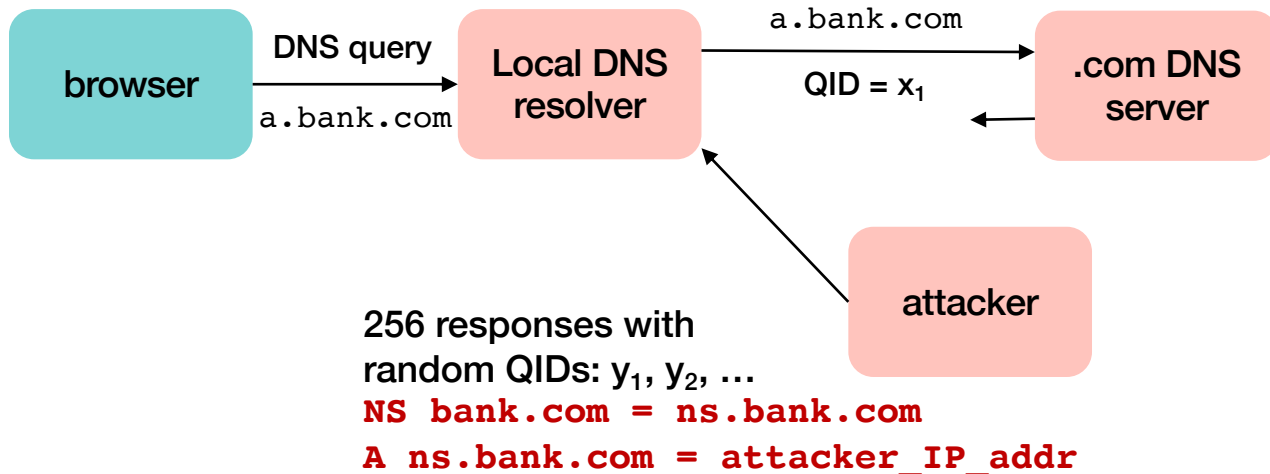 browser
DNS query
a.bank.com
Local DNS
resolver
a.bank.com
QID = x₁
.com DNS
server
attacker
256 responses with
random QIDs: y₁, y₂, …
NS bank.com = ns.bank.com
A ns.bank.com = attacker_IP_addr